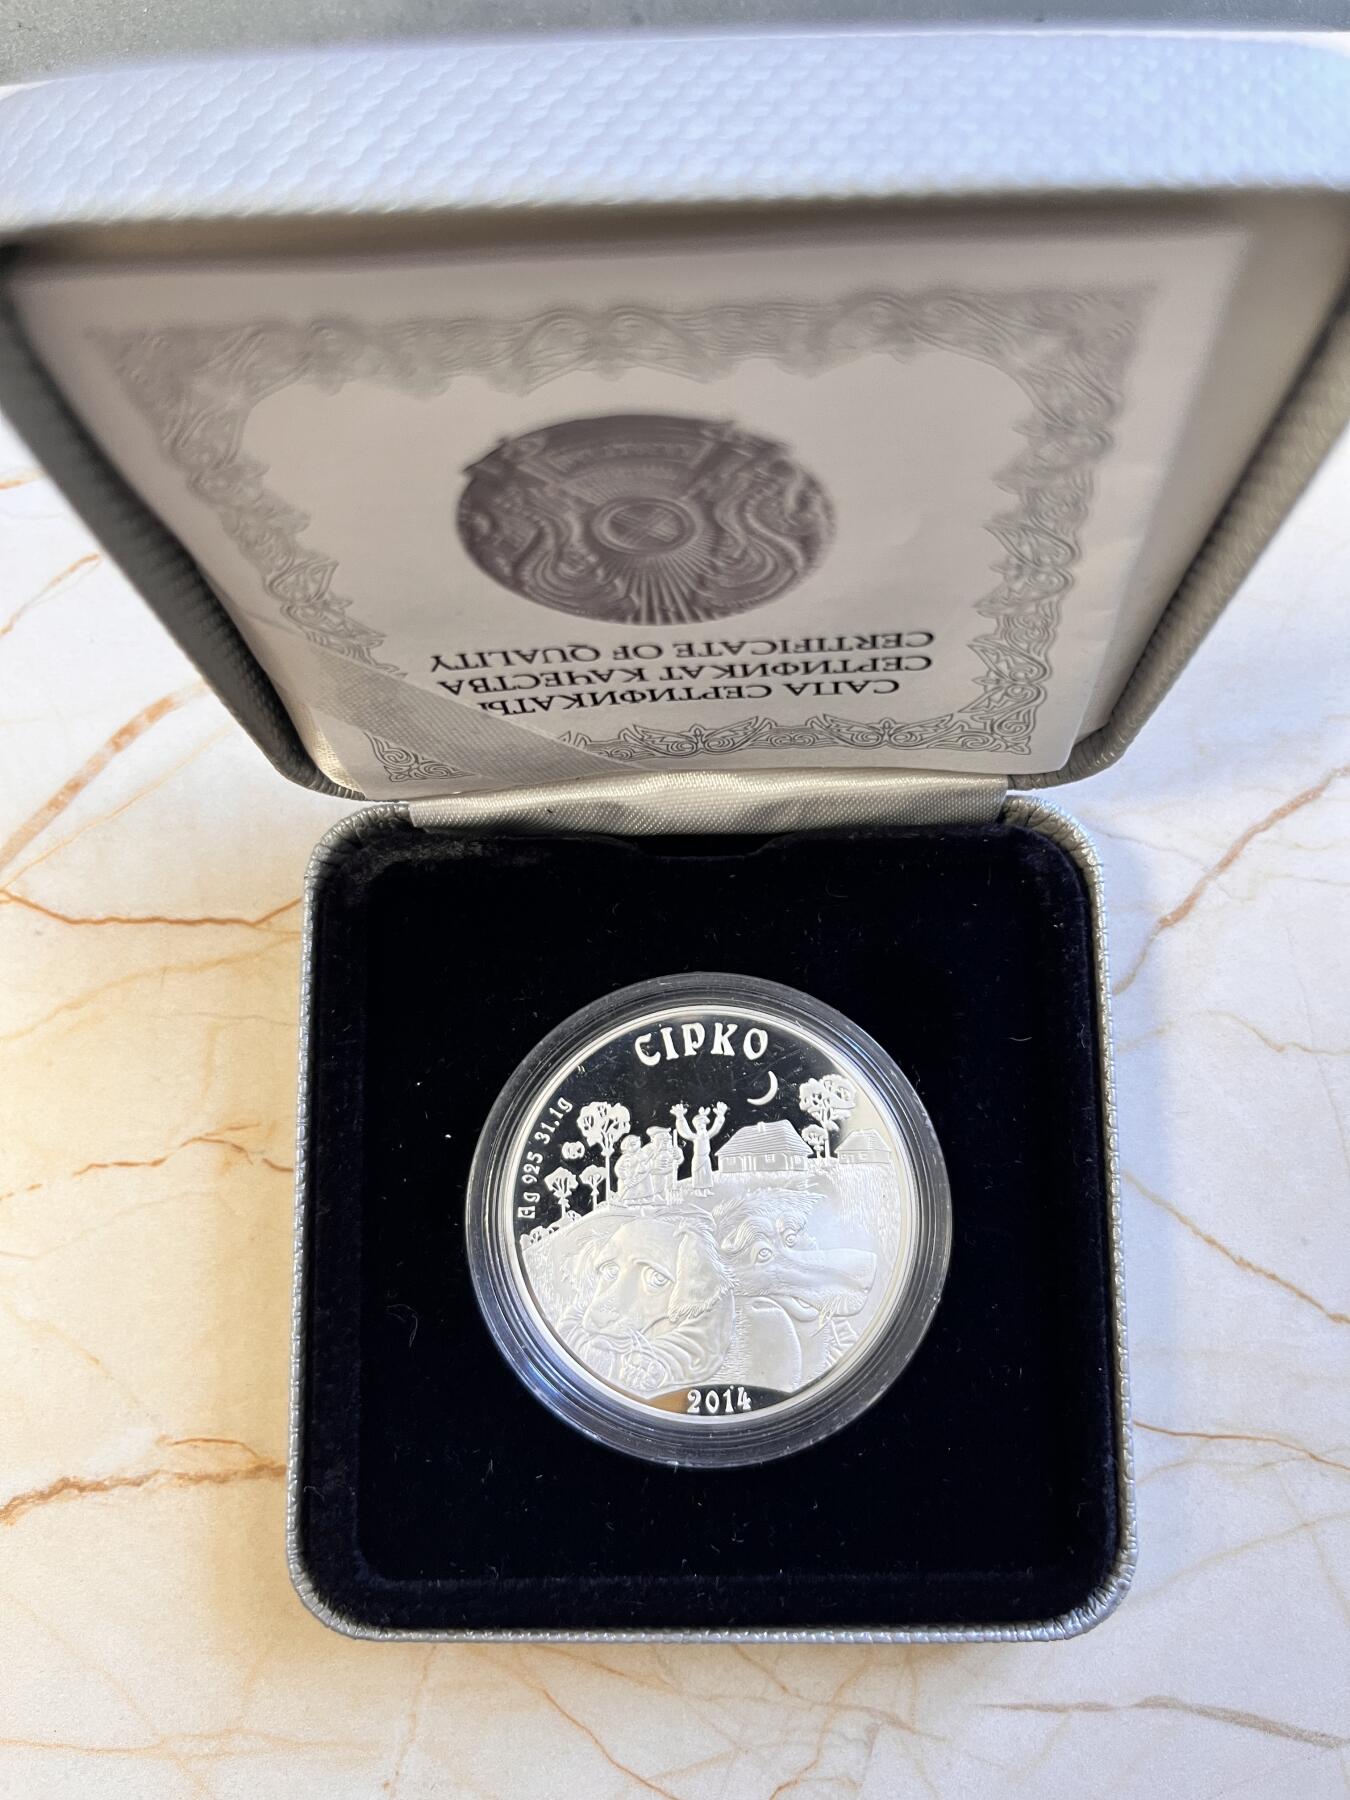 САПА СЕРТИФИКАТЫ
СЕРТИФИКАТ КАЧЕСТВА
CERTIFICATE OF QUALITY
СІРКО
Ag 925 31,1g
2014